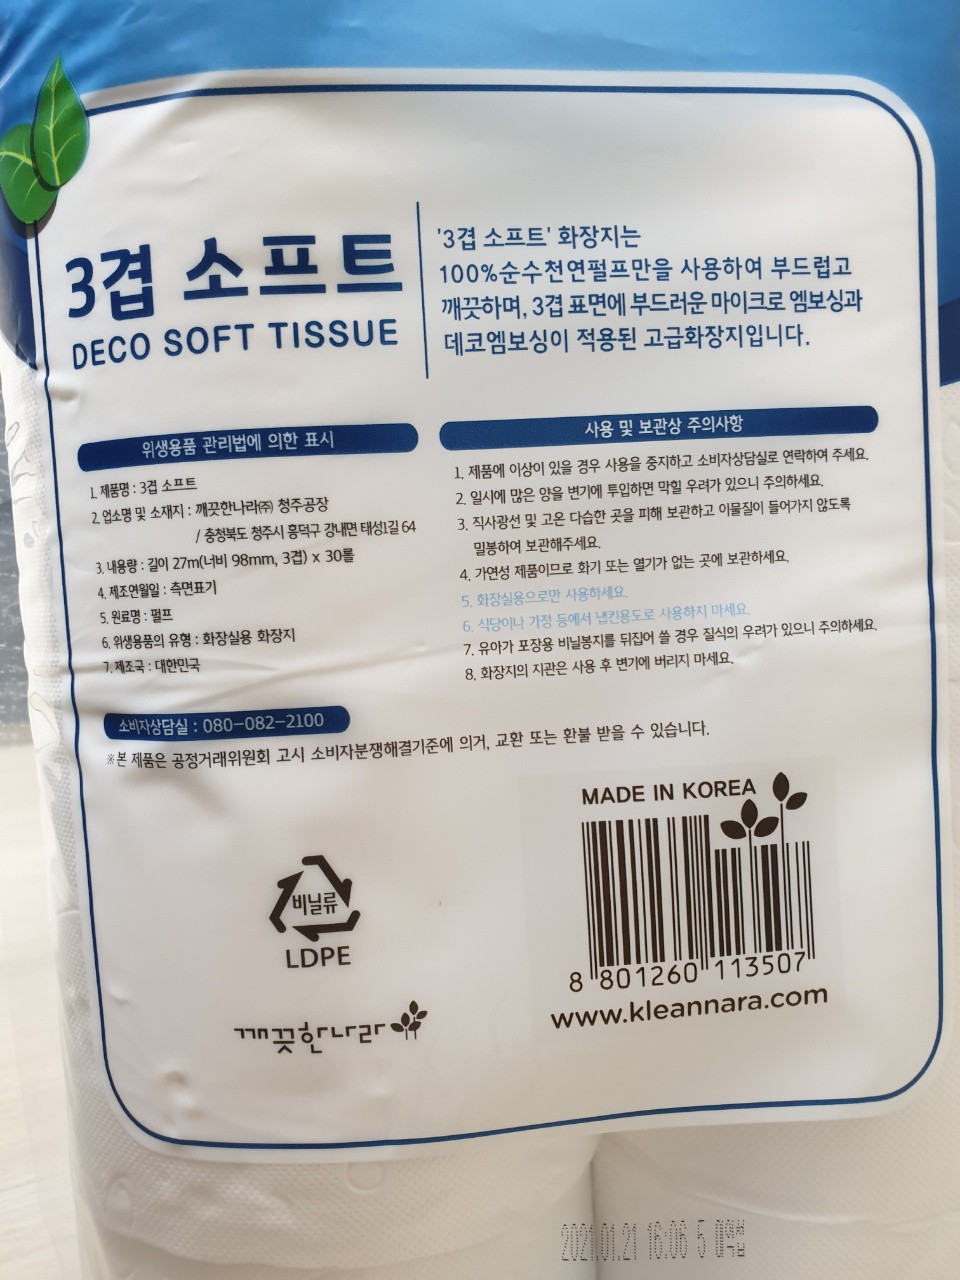 3겹 소프트
DECO SOFT TISSUE
'3겹 소프트' 화장지는
100%순수천연펄프만을 사용하여 부드럽고
깨끗하며, 3겹 표면에 부드러운 마이크로 엠보싱과
데코엠보싱이 적용된 고급화장지입니다.
위생용품 관리법에 의한 표시
1. 제품명 : 3겹 소프트
2. 업소명 및 소재지 : 깨끗한나라㈜ 청주공장
/ 충청북도 청주시 흥덕구 강내면 태성1길 64
3. 내용량 : 길이 27m(너비 98mm, 3겹) x 30롤
4. 제조연월일 : 측면표기
5. 원료명 : 펄프
6. 위생용품의 유형 : 화장실용 화장지
7. 제조국 : 대한민국
사용 및 보관상 주의사항
1. 제품에 이상이 있을 경우 사용을 중지하고 소비자상담실로 연락하여 주세요.
2. 일시에 많은 양을 변기에 투입하면 막힐 우려가 있으니 주의하세요.
3. 직사광선 및 고온 다습한 곳을 피해 보관하고 이물질이 들어가지 않도록
밀봉하여 보관해주세요.
4. 가연성 제품이므로 화기 또는 열기가 없는 곳에 보관하세요.
5. 화장실용으로만 사용하세요.
6. 식당이나 가정 등에서 냅킨용도로 사용하지 마세요.
7. 유아가 포장용 비닐봉지를 뒤집어 쓸 경우 질식의 우려가 있으니 주의하세요.
8. 화장지의 지관은 사용 후 변기에 버리지 마세요.
소비자상담실 : 080-082-2100
※본 제품은 공정거래위원회 고시 소비자분쟁해결기준에 의거, 교환 또는 환불 받을 수 있습니다.
MADE IN KOREA
8 801260 113507
www.kleannara.com
비닐류
LDPE
깨끗한나라
2021.01.21 16:06 5